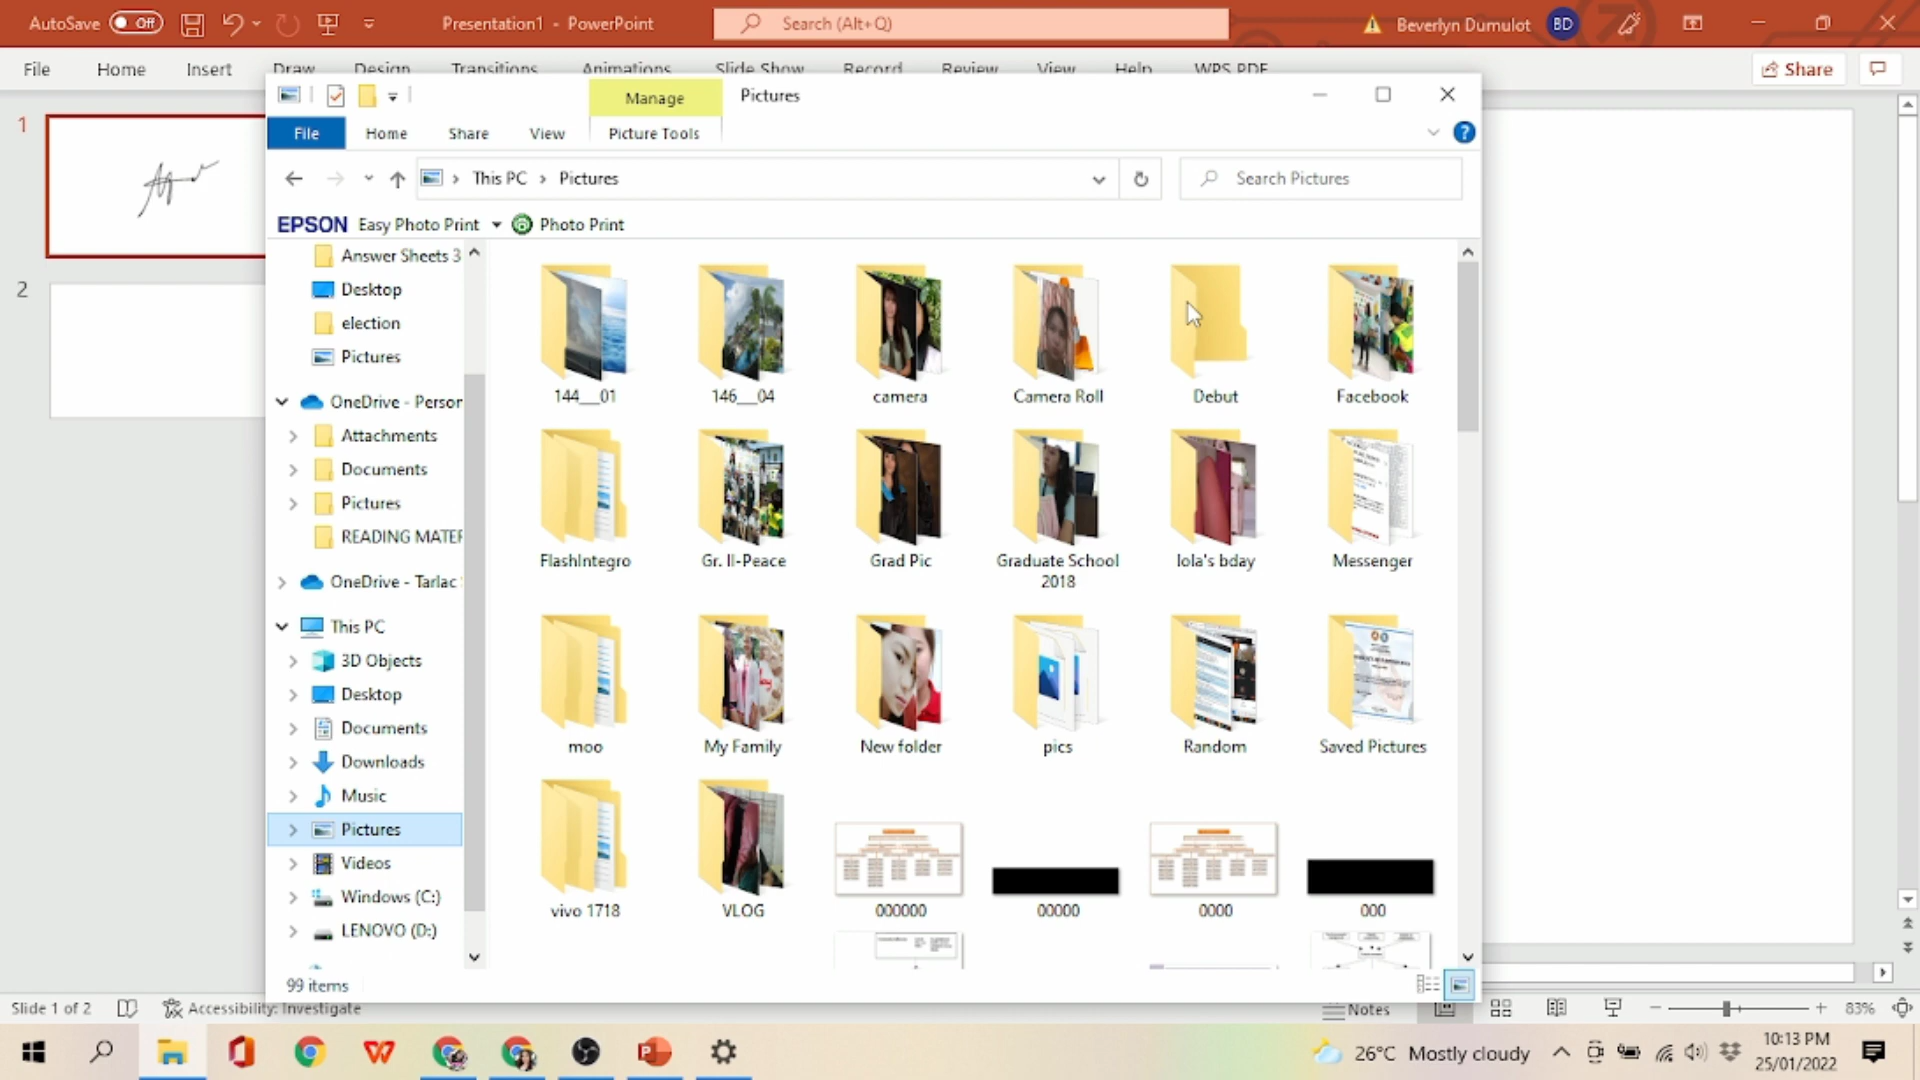 AutoSave Off Presentation1 - PowerPoint Search (Alt+Q) Beverlyn Dumulot BD
File Home Insert Draw Design Transitions Animations Slide Show Record Review View Help WPS PDF Share
Manage Pictures
File Home Share View Picture Tools
This PC Pictures Search Pictures
EPSON Easy Photo Print Photo Print
1
2
Answer Sheets 3
Desktop
election
Pictures
OneDrive - Person
Attachments
Documents
Pictures
READING MATER
OneDrive - Tarlac
This PC
3D Objects
Desktop
Documents
Downloads
Music
Pictures
Videos
Windows (C:)
LENOVO (D:)
144__01 146__04 camera Camera Roll Debut Facebook
FlashIntegro Gr. II-Peace Grad Pic Graduate School 2018 lola's bday Messenger
moo My Family New folder pics Random Saved Pictures
vivo 1718 VLOG 000000 00000 0000 000
99 items
Slide 1 of 2 Accessibility: Investigate Notes 83%
26°C Mostly cloudy 10:13 PM
25/01/2022